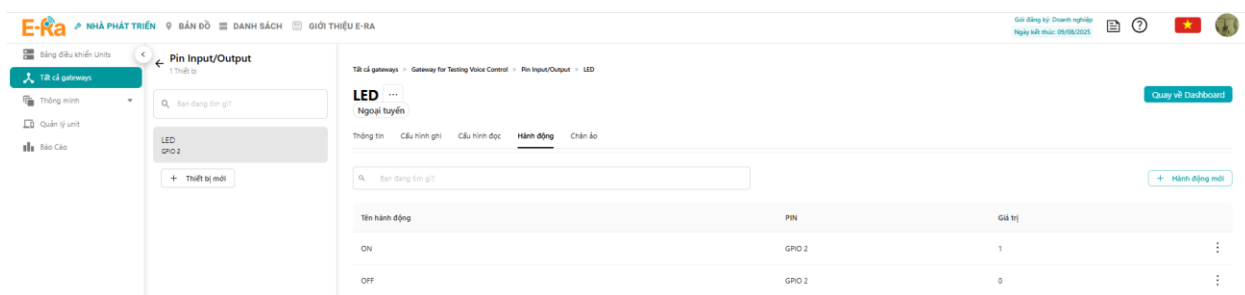 E-Ra NHÀ PHÁT TRIỂN BẢN ĐỒ DANH SÁCH GIỚI THIỆU E-RA
Gói đăng ký: Doanh nghiệp
Ngày kết thúc: 09/08/2025
Bảng điều khiển Units
Tất cả gateways
Thông minh
Quản lý unit
Báo Cáo
Pin Input/Output
1 Thiết bị
Bạn đang tìm gì?
LED
GPIO 2
+ Thiết bị mới
Tất cả gateways > Gateway for Testing Voice Control > Pin Input/Output > LED
LED ...
Quay về Dashboard
Ngoại tuyến
Thông tin Cấu hình ghi Cấu hình đọc Hành động Chân ảo
Bạn đang tìm gì?
+ Hành động mới
Tên hành động PIN Giá trị
ON GPIO 2 1
OFF GPIO 2 0